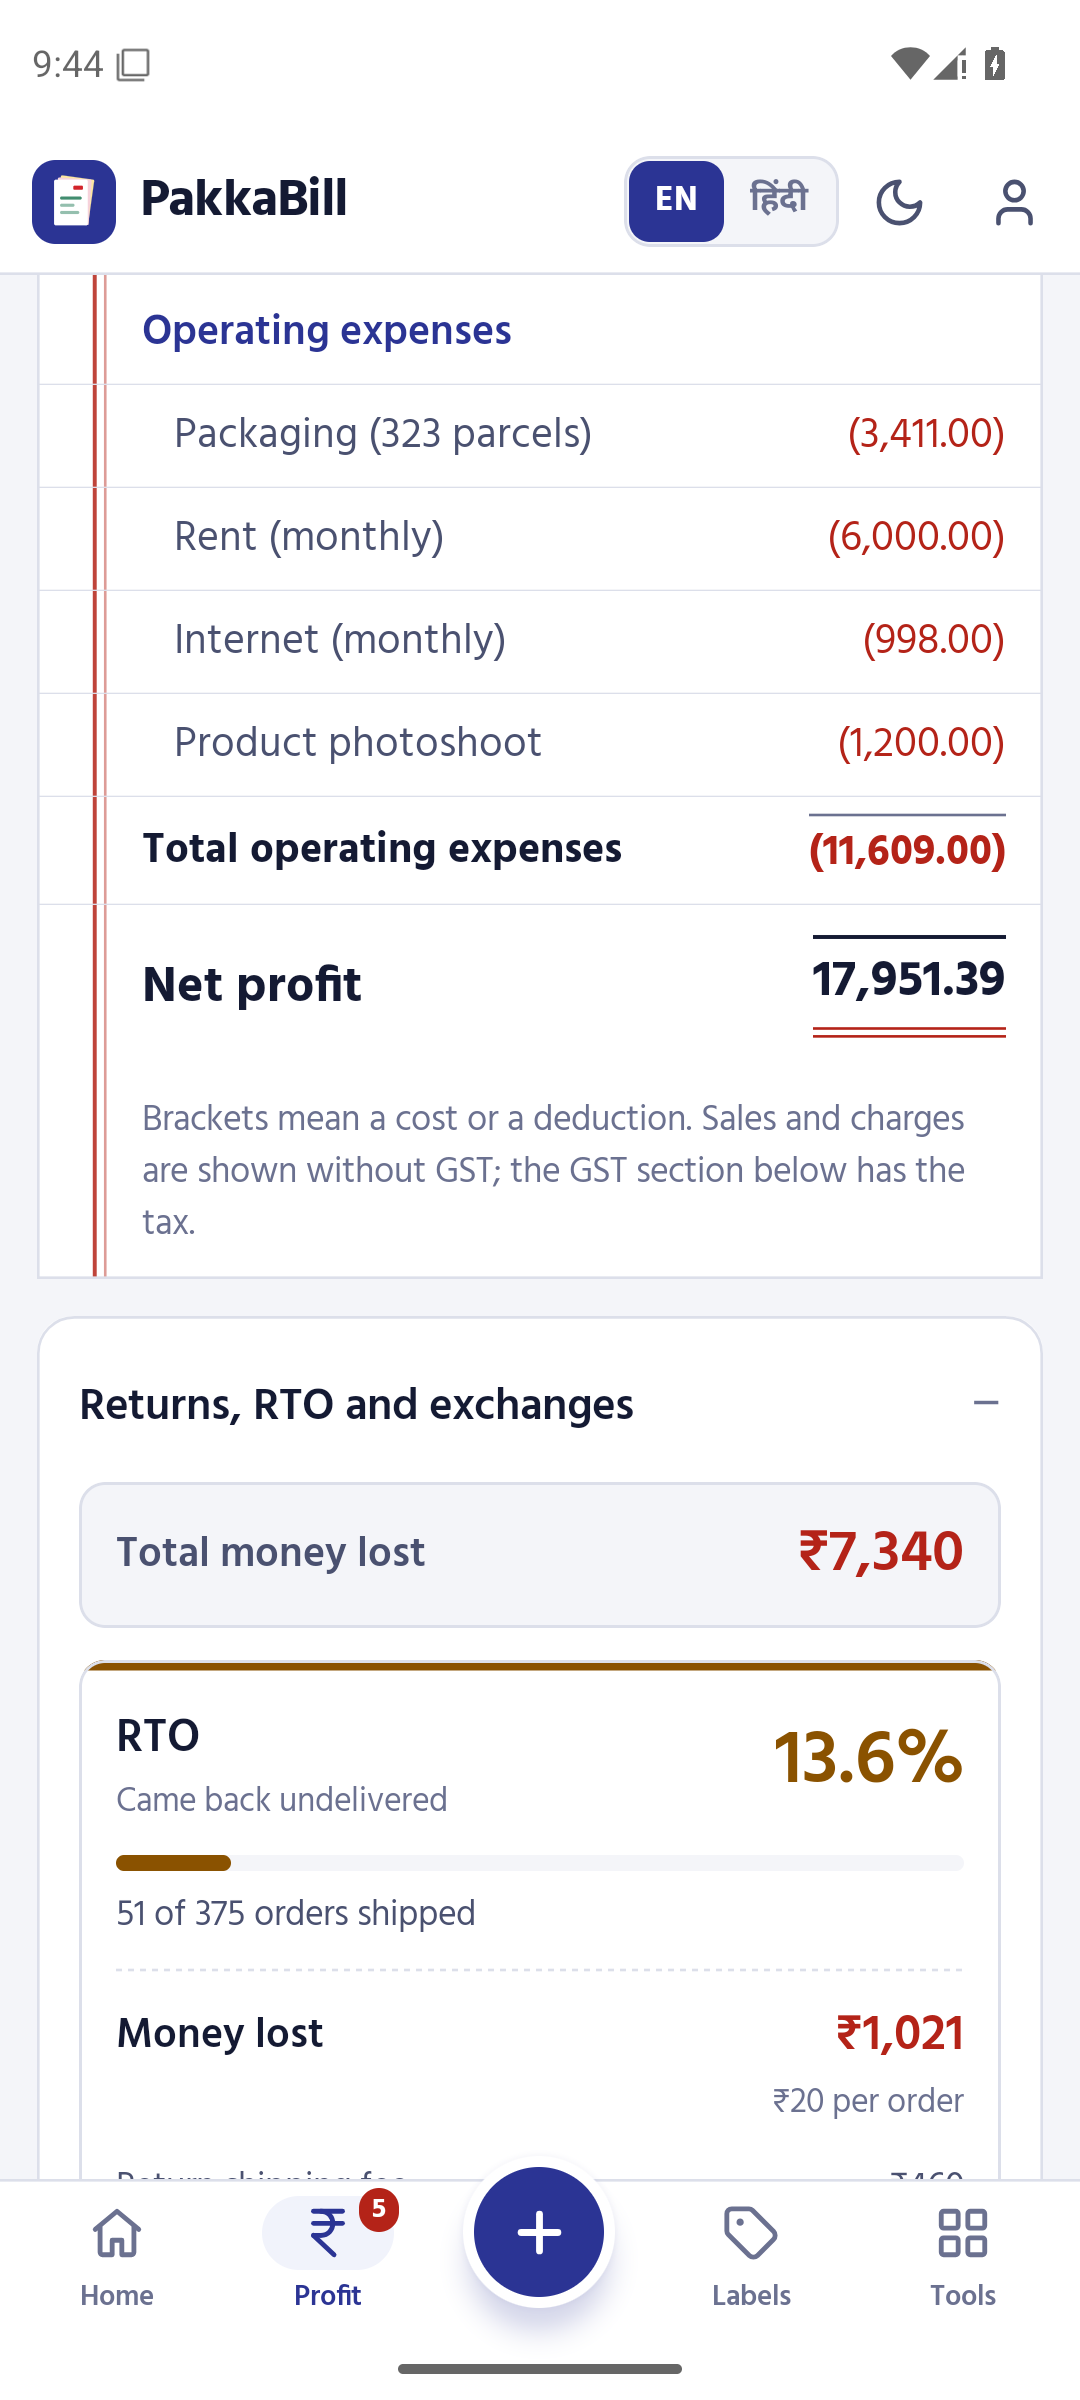 9:44
PakkaBill
EN हिंदी
Operating expenses
Packaging (323 parcels) (3,411.00)
Rent (monthly) (6,000.00)
Internet (monthly) (998.00)
Product photoshoot (1,200.00)
Total operating expenses (11,609.00)
Net profit 17,951.39
Brackets mean a cost or a deduction. Sales and charges
are shown without GST; the GST section below has the
tax.
Returns, RTO and exchanges
Total money lost ₹7,340
RTO 13.6%
Came back undelivered
51 of 375 orders shipped
Money lost ₹1,021
₹20 per order
5
Home Profit Labels Tools